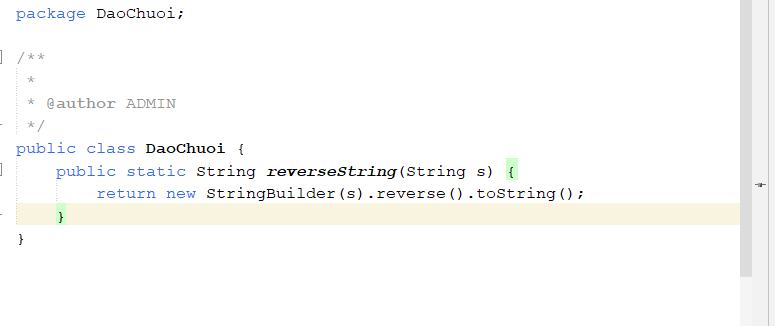 package DaoChuoi;
/**
 *
 * @author ADMIN
 */
public class DaoChuoi {
    public static String reverseString(String s) {
        return new StringBuilder(s).reverse().toString();
    }
}